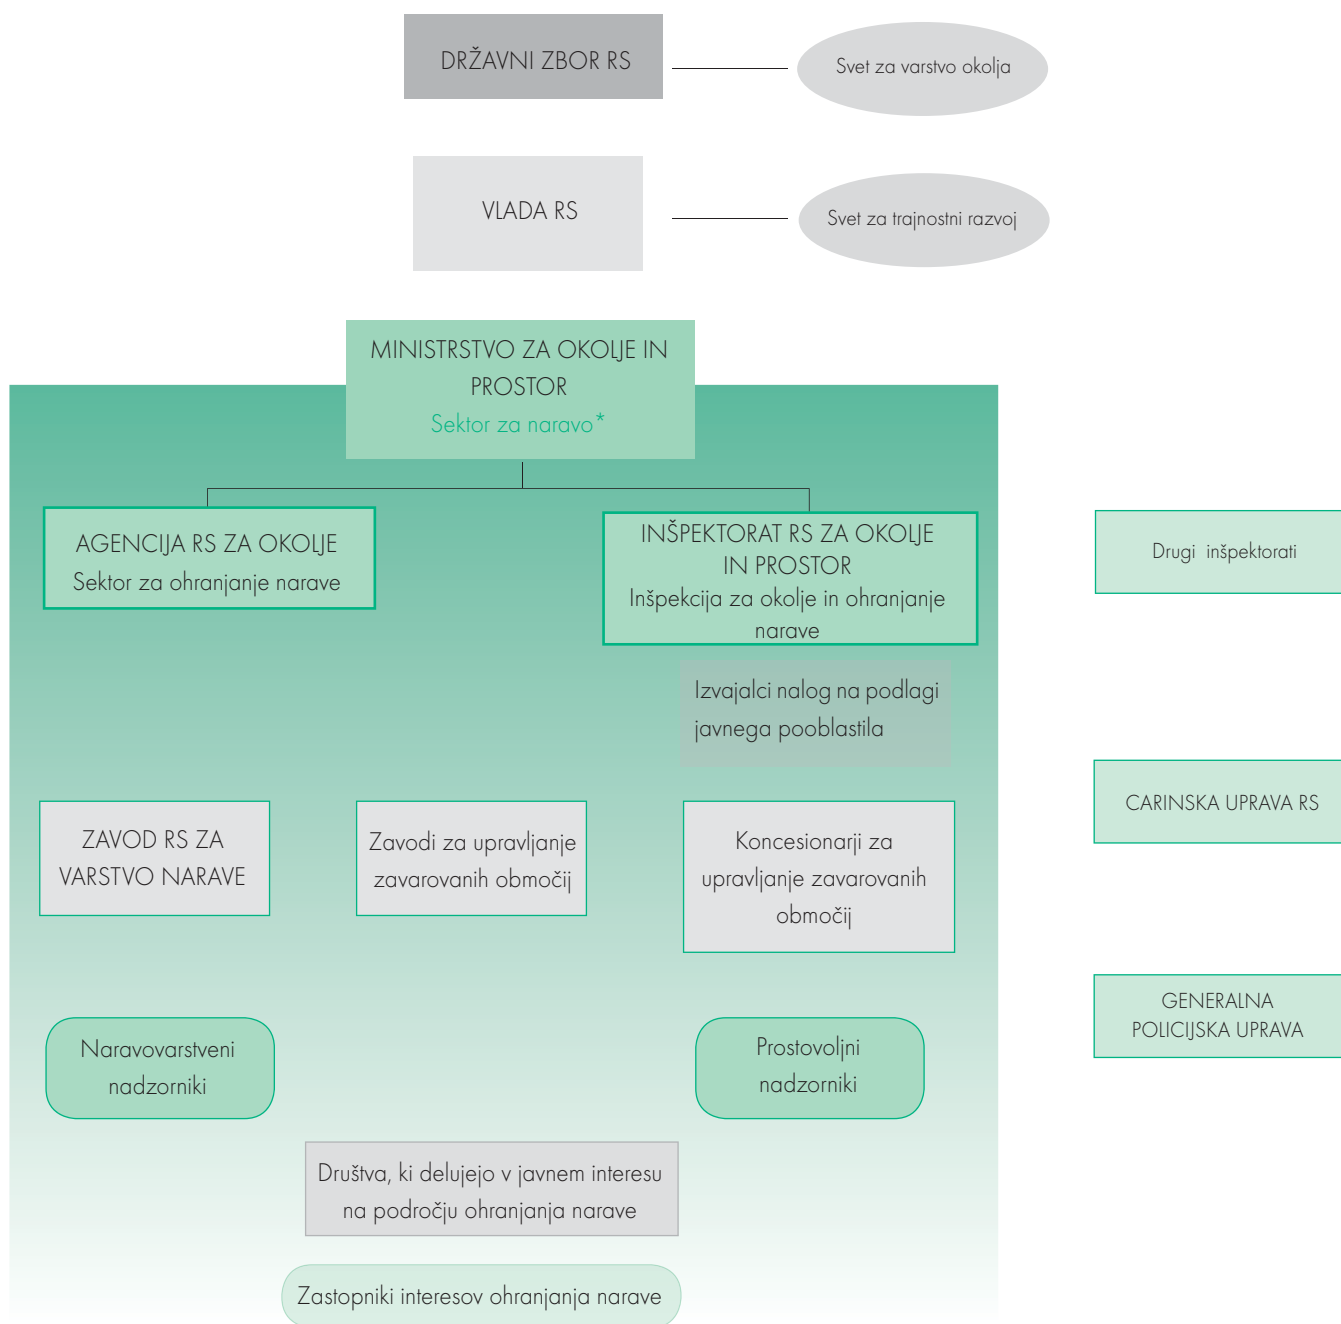 DRŽAVNI ZBOR RS
Svet za varstvo okolja
VLADA RS
Svet za trajnostni razvoj
MINISTRSTVO ZA OKOLJE IN
PROSTOR
Sektor za naravo*
AGENCIJA RS ZA OKOLJE
Sektor za ohranjanje narave
INŠPEKTORAT RS ZA OKOLJE
IN PROSTOR
Inšpekcija za okolje in ohranjanje
narave
Drugi inšpektorati
Izvajalci nalog na podlagi
javnega pooblastila
ZAVOD RS ZA
VARSTVO NARAVE
Zavodi za upravljanje
zavarovanih območij
Koncesionarji za
upravljanje zavarovanih
območij
CARINSKA UPRAVA RS
Naravovarstveni
nadzorniki
Prostovoljni
nadzorniki
GENERALNA
POLICIJSKA UPRAVA
Društva, ki delujejo v javnem interesu
na področju ohranjanja narave
Zastopniki interesov ohranjanja narave